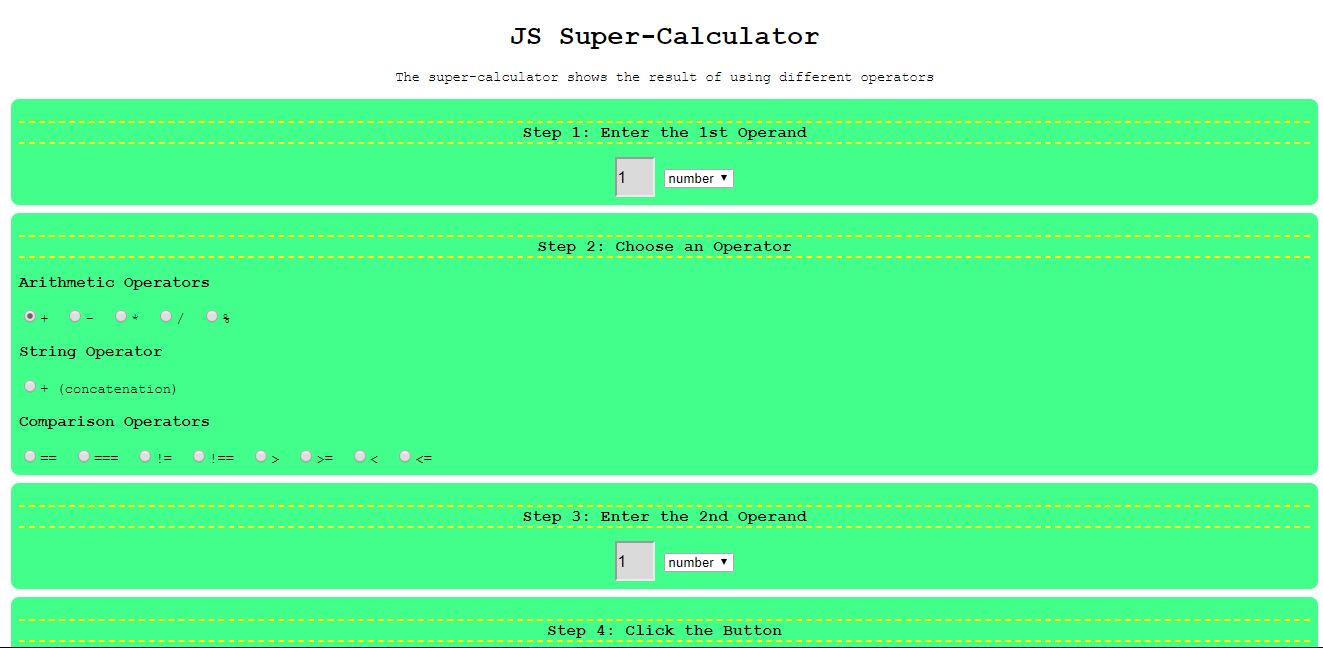 JS Super-Calculator
The super-calculator shows the result of using different operators
Step 1: Enter the 1st Operand
1 number
Step 2: Choose an Operator
Arithmetic Operators
+ - * / %
String Operator
+ (concatenation)
Comparison Operators
== === != !== > >= < <=
Step 3: Enter the 2nd Operand
1 number
Step 4: Click the Button